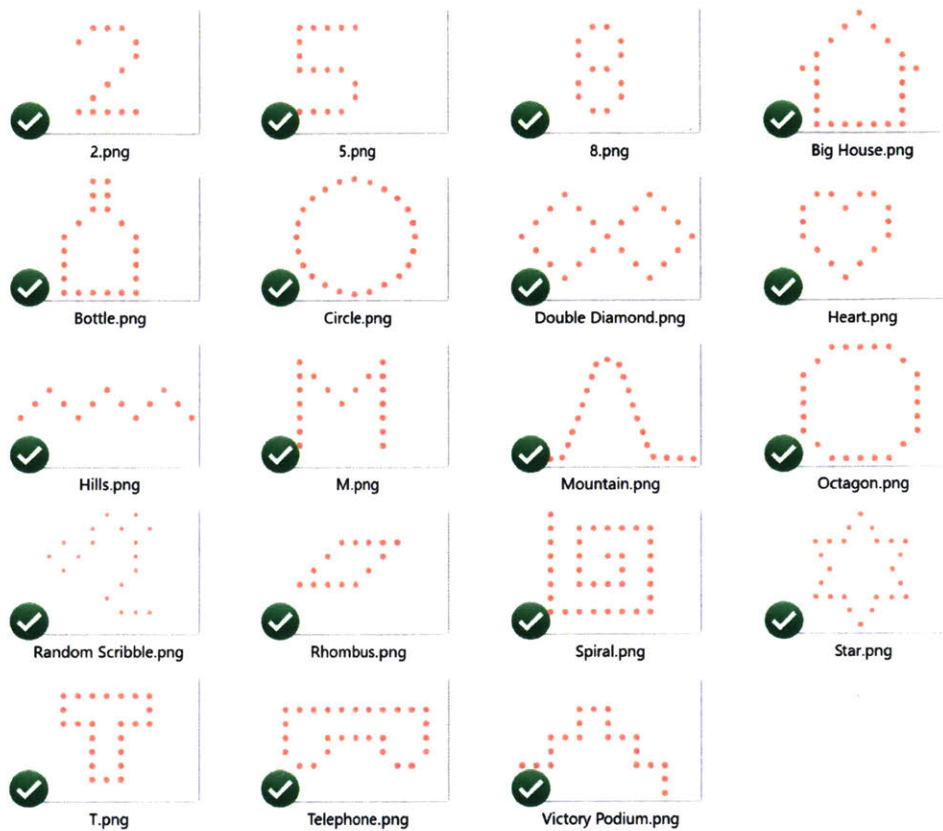 2.png
5.png
8.png
Big House.png
Bottle.png
Circle.png
Double Diamond.png
Heart.png
Hills.png
M.png
Mountain.png
Octagon.png
Random Scribble.png
Rhombus.png
Spiral.png
Star.png
T.png
Telephone.png
Victory Podium.png